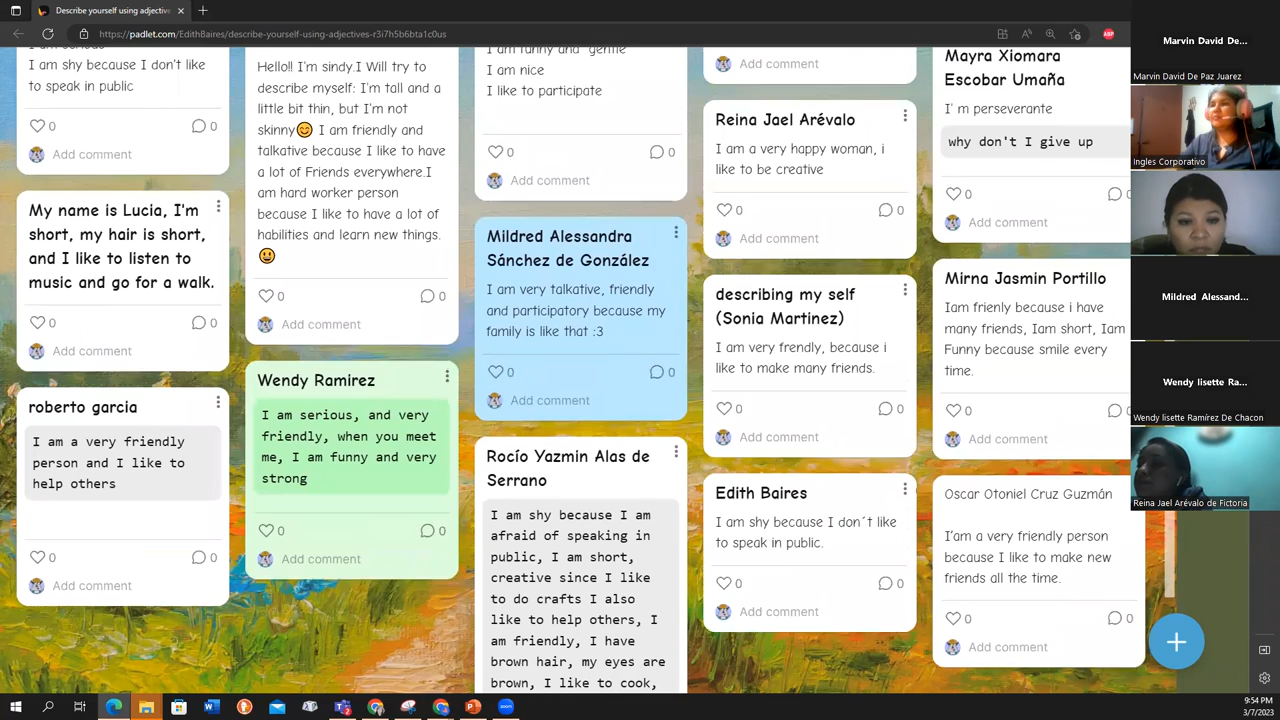 Describe yourself using adjective
https://padlet.com/EdithBaires/describe-yourself-using-adjectives-r3i7h5b6bta1c0us
I am shy because I don't like
to speak in public
0
0
Add comment
My name is Lucia, I'm
short, my hair is short,
and I like to listen to
music and go for a walk.
0
0
Add comment
roberto garcia
I am a very friendly
person and I like to
help others
0
0
Add comment
Hello!! I'm sindy.I Will try to
describe myself: I'm tall and a
little bit thin, but I'm not
skinny😊 I am friendly and
talkative because I like to have
a lot of Friends everywhere.I
am hard worker person
because I like to have a lot of
habilities and learn new things.
😀
0
0
Add comment
Wendy Ramirez
I am serious, and very
friendly, when you meet
me, I am funny and very
strong
0
0
Add comment
I am funny and gentle
I am nice
I like to participate
0
0
Add comment
Mildred Alessandra
Sánchez de González
I am very talkative, friendly
and participatory because my
family is like that :3
0
0
Add comment
Rocío Yazmin Alas de
Serrano
I am shy because I am
afraid of speaking in
public, I am short,
creative since I like
to do crafts I also
like to help others, I
am friendly, I have
brown hair, my eyes are
brown, I like to cook,
Add comment
Reina Jael Arévalo
I am a very happy woman, i
like to be creative
0
0
Add comment
describing my self
(Sonia Martinez)
I am very frendly, because i
like to make many friends.
0
0
Add comment
Edith Baires
I am shy because I don´t like
to speak in public.
0
0
Add comment
Mayra Xiomara
Escobar Umaña
I' m perseverante
why don't I give up
0
0
Add comment
Mirna Jasmin Portillo
Iam frienly because i have
many friends, Iam short, Iam
Funny because smile every
time.
0
0
Add comment
Oscar Otoniel Cruz Guzmán
I'am a very friendly person
because I like to make new
friends all the time.
0
0
Add comment
Marvin David De...
Marvin David De Paz Juarez
Ingles Corporativo
Mildred Alessand...
Wendy lisette Ra...
Wendy lisette Ramírez De Chacon
Reina Jael Arévalo de Fictoria
9:54 PM
3/7/2023